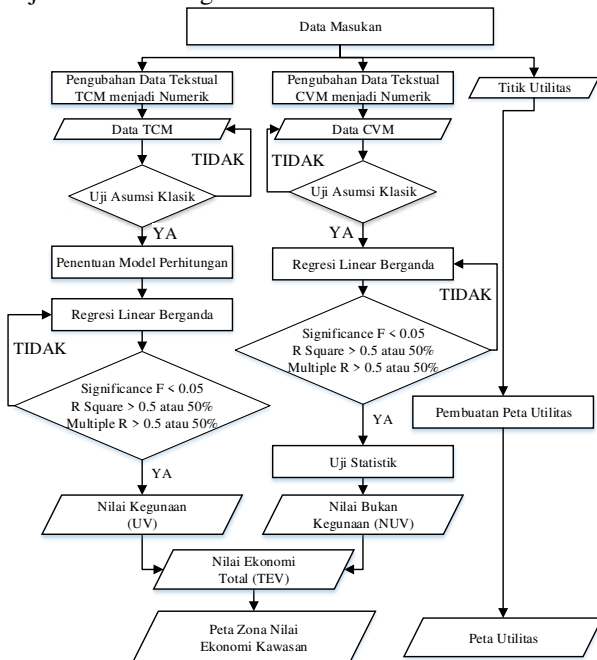 Data Masukan
Pengubahan Data Tekstual
TCM menjadi Numerik
Pengubahan Data Tekstual
CVM menjadi Numerik
Titik Utilitas
Data TCM
Data CVM
TIDAK
TIDAK
Uji Asumsi Klasik
Uji Asumsi Klasik
YA
YA
Penentuan Model Perhitungan
Regresi Linear Berganda
TIDAK
Regresi Linear Berganda
TIDAK
Significance F < 0.05
R Square > 0.5 atau 50%
Multiple R > 0.5 atau 50%
Significance F < 0.05
R Square > 0.5 atau 50%
Multiple R > 0.5 atau 50%
Pembuatan Peta Utilitas
YA
YA
Uji Statistik
Nilai Kegunaan
(UV)
Nilai Bukan
Kegunaan (NUV)
Nilai Ekonomi
Total (TEV)
Peta Zona Nilai
Ekonomi Kawasan
Peta Utilitas